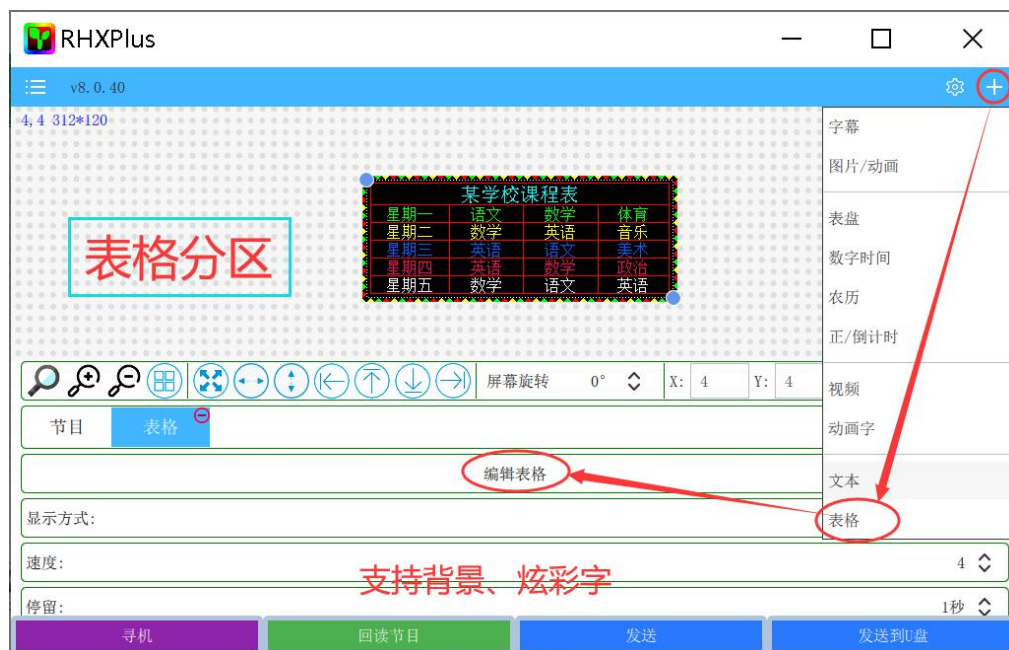 RHXPlus
v8.0.40
4,4 312*120
字幕
图片/动画
表盘
数字时间
农历
正/倒计时
视频
动画字
文本
表格
表格分区
某学校课程表
星期一 语文 数学 体育
星期二 数学 英语 音乐
星期三 英语 语文 美术
星期四 英语 数学 政治
星期五 数学 语文 英语
屏幕旋转 0° X: 4 Y: 4
节目 表格
编辑表格
显示方式:
速度: 4
支持背景、炫彩字
停留: 1秒
寻机 回读节目 发送 发送到U盘